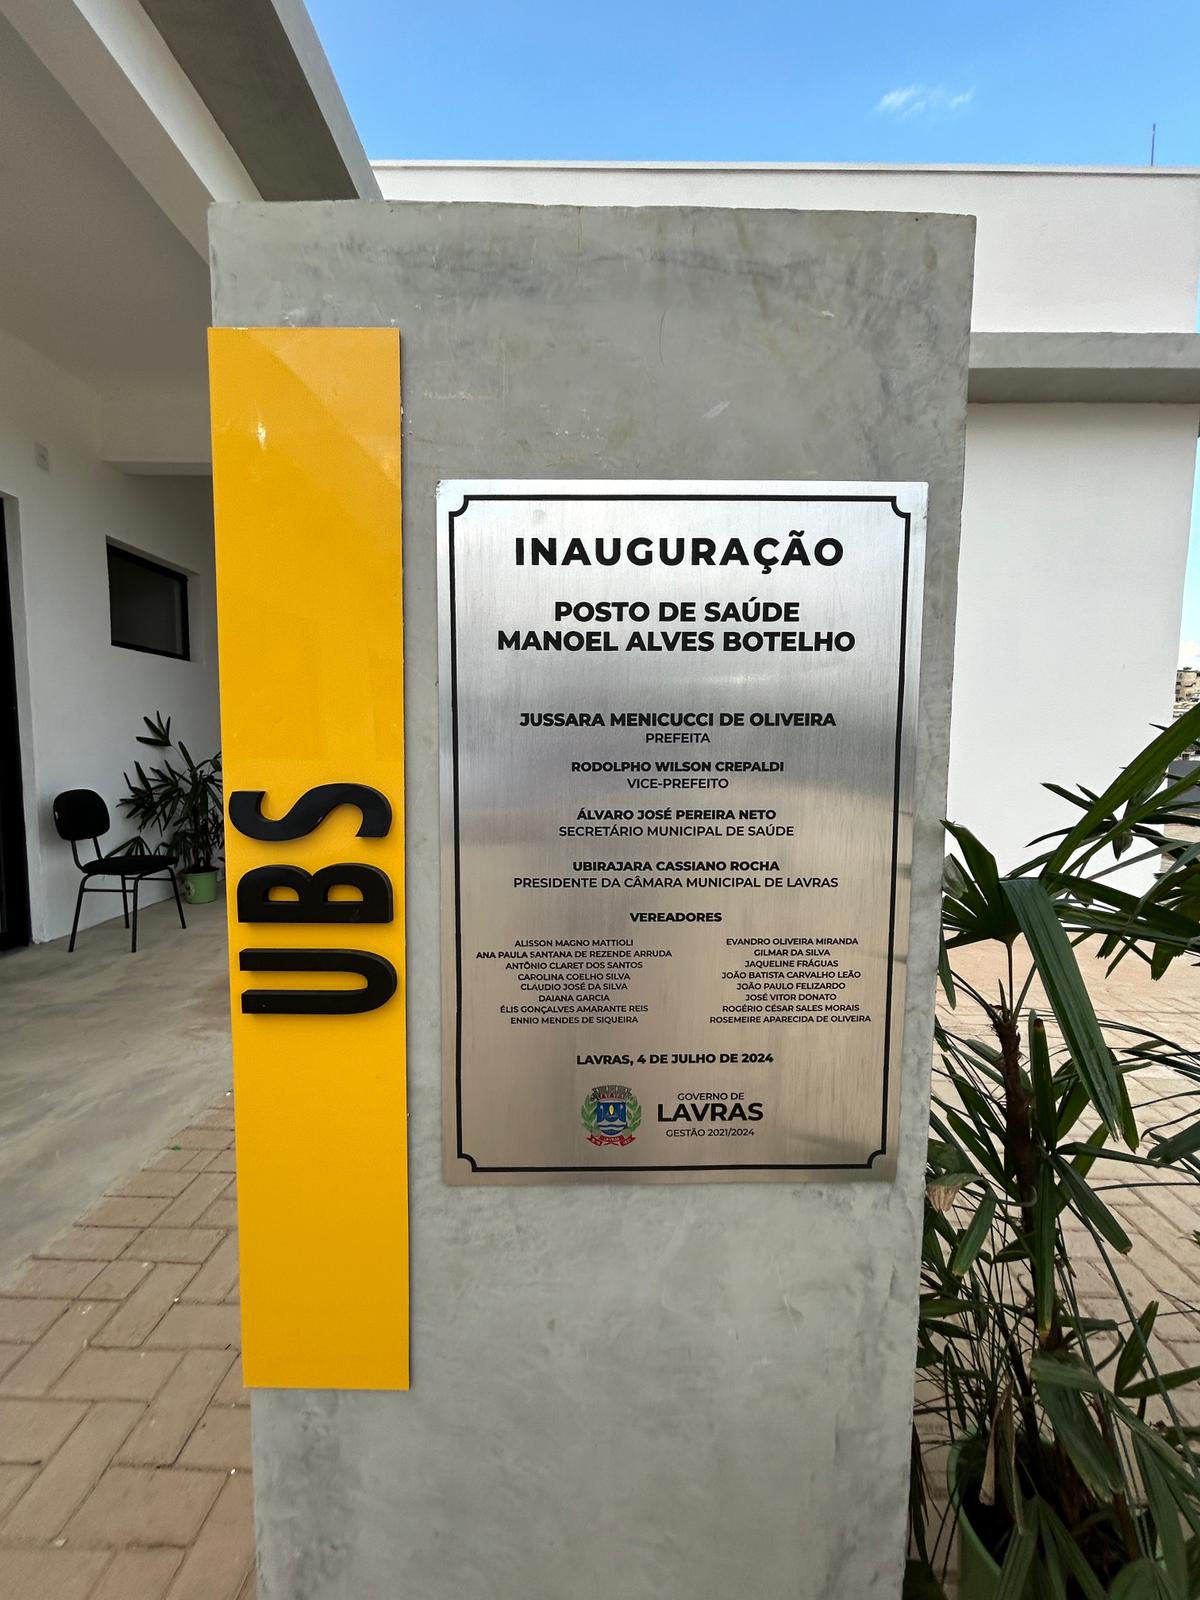 UBS
INAUGURAÇÃO
POSTO DE SAÚDE
MANOEL ALVES BOTELHO
JUSSARA MENICUCCI DE OLIVEIRA
PREFEITA
RODOLPHO WILSON CREPALDI
VICE-PREFEITO
ÁLVARO JOSÉ PEREIRA NETO
SECRETÁRIO MUNICIPAL DE SAÚDE
UBIRAJARA CASSIANO ROCHA
PRESIDENTE DA CÂMARA MUNICIPAL DE LAVRAS
VEREADORES
ALISSON MAGNO MATTIOLI
ANA PAULA SANTANA DE REZENDE ARRUDA
ANTÔNIO CLARET DOS SANTOS
CAROLINA COELHO SILVA
CLAUDIO JOSÉ DA SILVA
DAIANA GARCIA
ÉLIS GONÇALVES AMARANTE REIS
ENNIO MENDES DE SIQUEIRA
EVANDRO OLIVEIRA MIRANDA
GILMAR DA SILVA
JAQUELINE FRÁGUAS
JOÃO BATISTA CARVALHO LEÃO
JOÃO PAULO FELIZARDO
JOSÉ VITOR DONATO
ROGÉRIO CÉSAR SALES MORAIS
ROSEMEIRE APARECIDA DE OLIVEIRA
LAVRAS, 4 DE JULHO DE 2024
GOVERNO DE
LAVRAS
GESTÃO 2021/2024